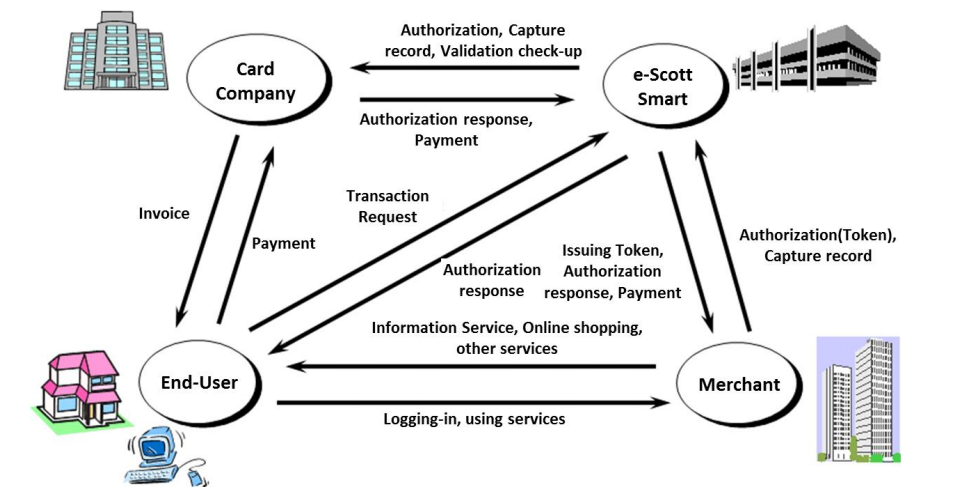 Authorization, Capture
record, Validation check-up
Card
Company
e-Scott
Smart
Authorization response,
Payment
Transaction
Request
Invoice
Payment
Authorization(Token),
Capture record
Issuing Token,
Authorization
response, Payment
Authorization
response
Information Service, Online shopping,
other services
End-User
Merchant
Logging-in, using services